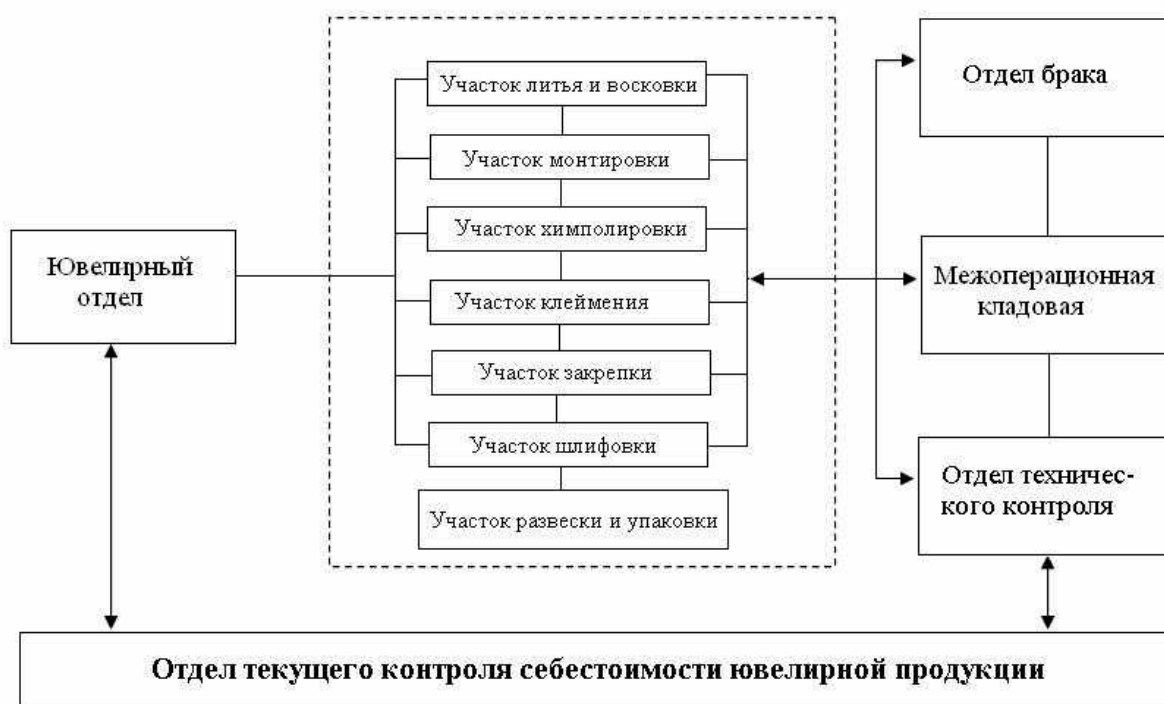 Ювелирный
отдел
Участок литья и восковки
Участок монтировки
Участок химполировки
Участок клеймения
Участок закрепки
Участок шлифовки
Участок развески и упаковки
Отдел брака
Межоперационная
кладовая
Отдел техничес-
кого контроля
Отдел текущего контроля себестоимости ювелирной продукции